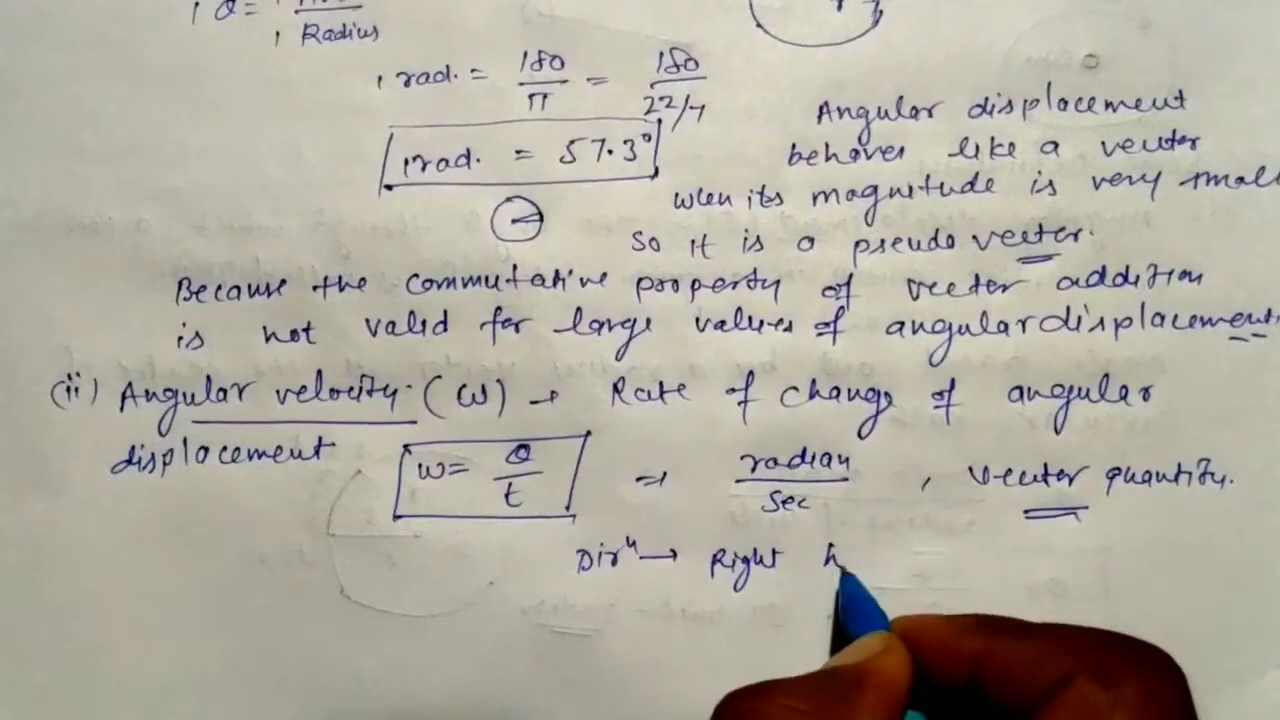 θ =
Radius
1 rad. = 180/π = 180/22/7
1 rad. = 57.3°
Angular displacement
behaves like a vector
when its magnitude is very small
So it is a pseudo vector.
Because the commutative property of vector addition
is not valid for large values of angular displacement.
(ii) Angular velocity. (ω) → Rate of change of angular
displacement ω = θ/t ⇒ radian/sec , vector quantity.
Dirⁿ → Right h